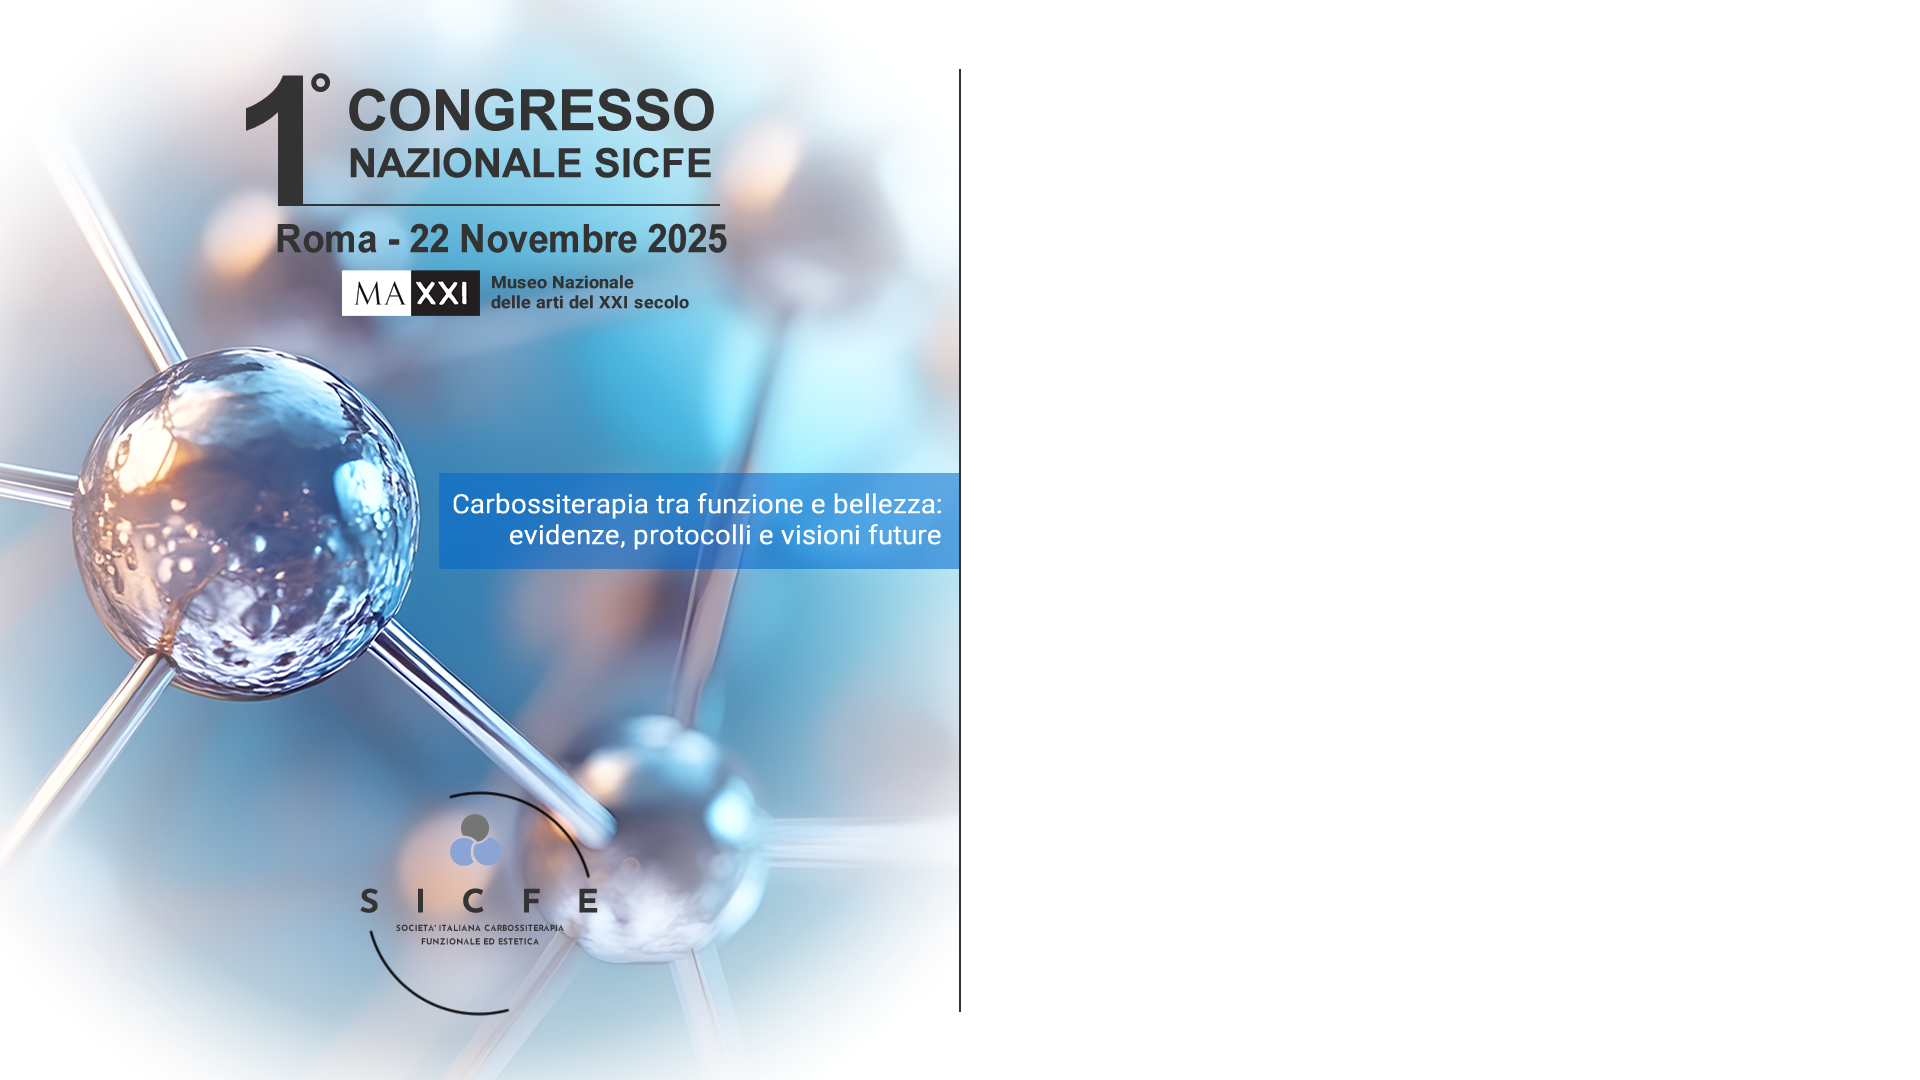 1° CONGRESSO
NAZIONALE SICFE
Roma - 22 Novembre 2025
MAXXI
Museo Nazionale
delle arti del XXI secolo
Carbossiterapia tra funzione e bellezza:
evidenze, protocolli e visioni future
SICFE
SOCIETA' ITALIANA CARBOSSITERAPIA
FUNZIONALE ED ESTETICA